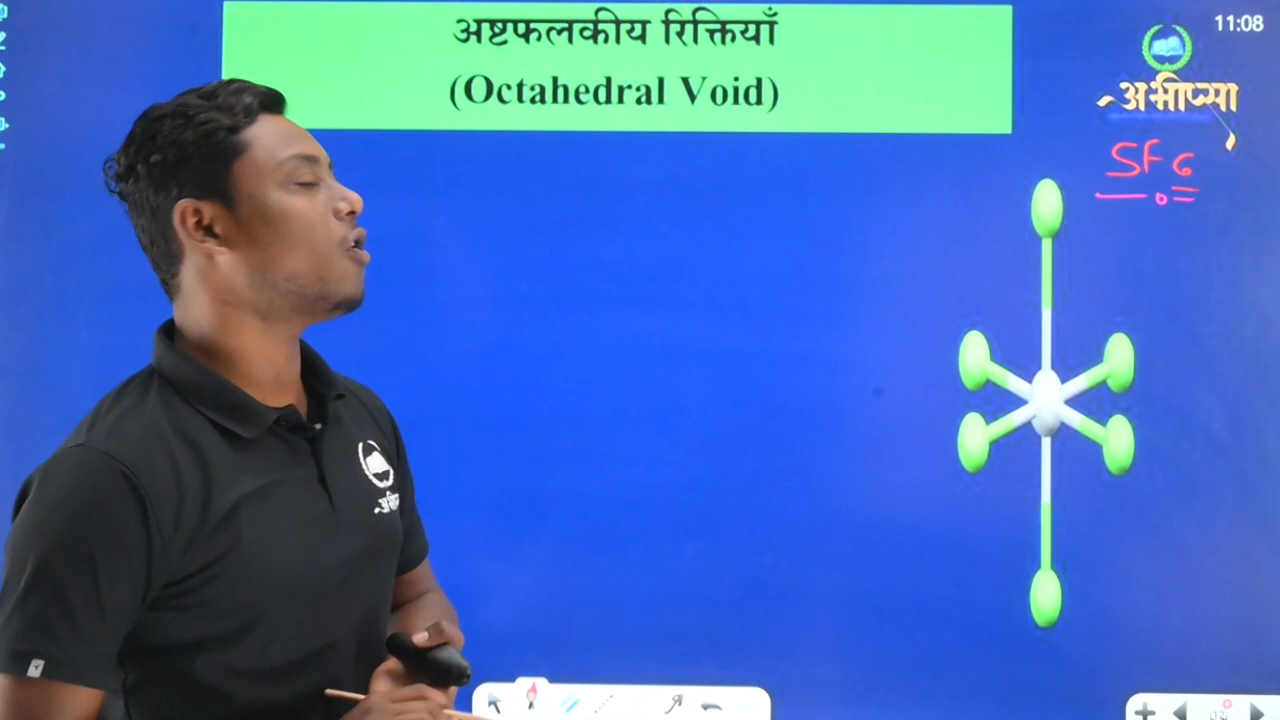 अष्टफलकीय रिक्तियाँ
(Octahedral Void)
11:08
अभीप्सा
SF6